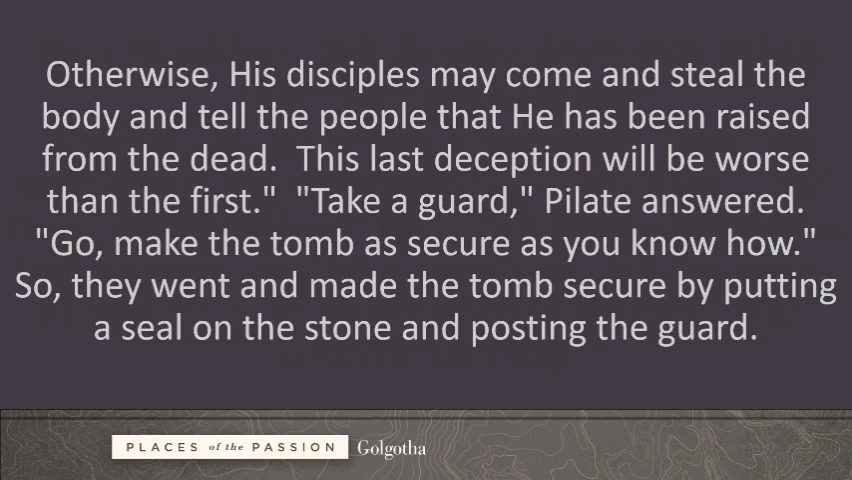 Otherwise, His disciples may come and steal the
body and tell the people that He has been raised
from the dead.  This last deception will be worse
than the first."  "Take a guard," Pilate answered.
"Go, make the tomb as secure as you know how."
So, they went and made the tomb secure by putting
a seal on the stone and posting the guard.
PLACES of the PASSION Golgotha